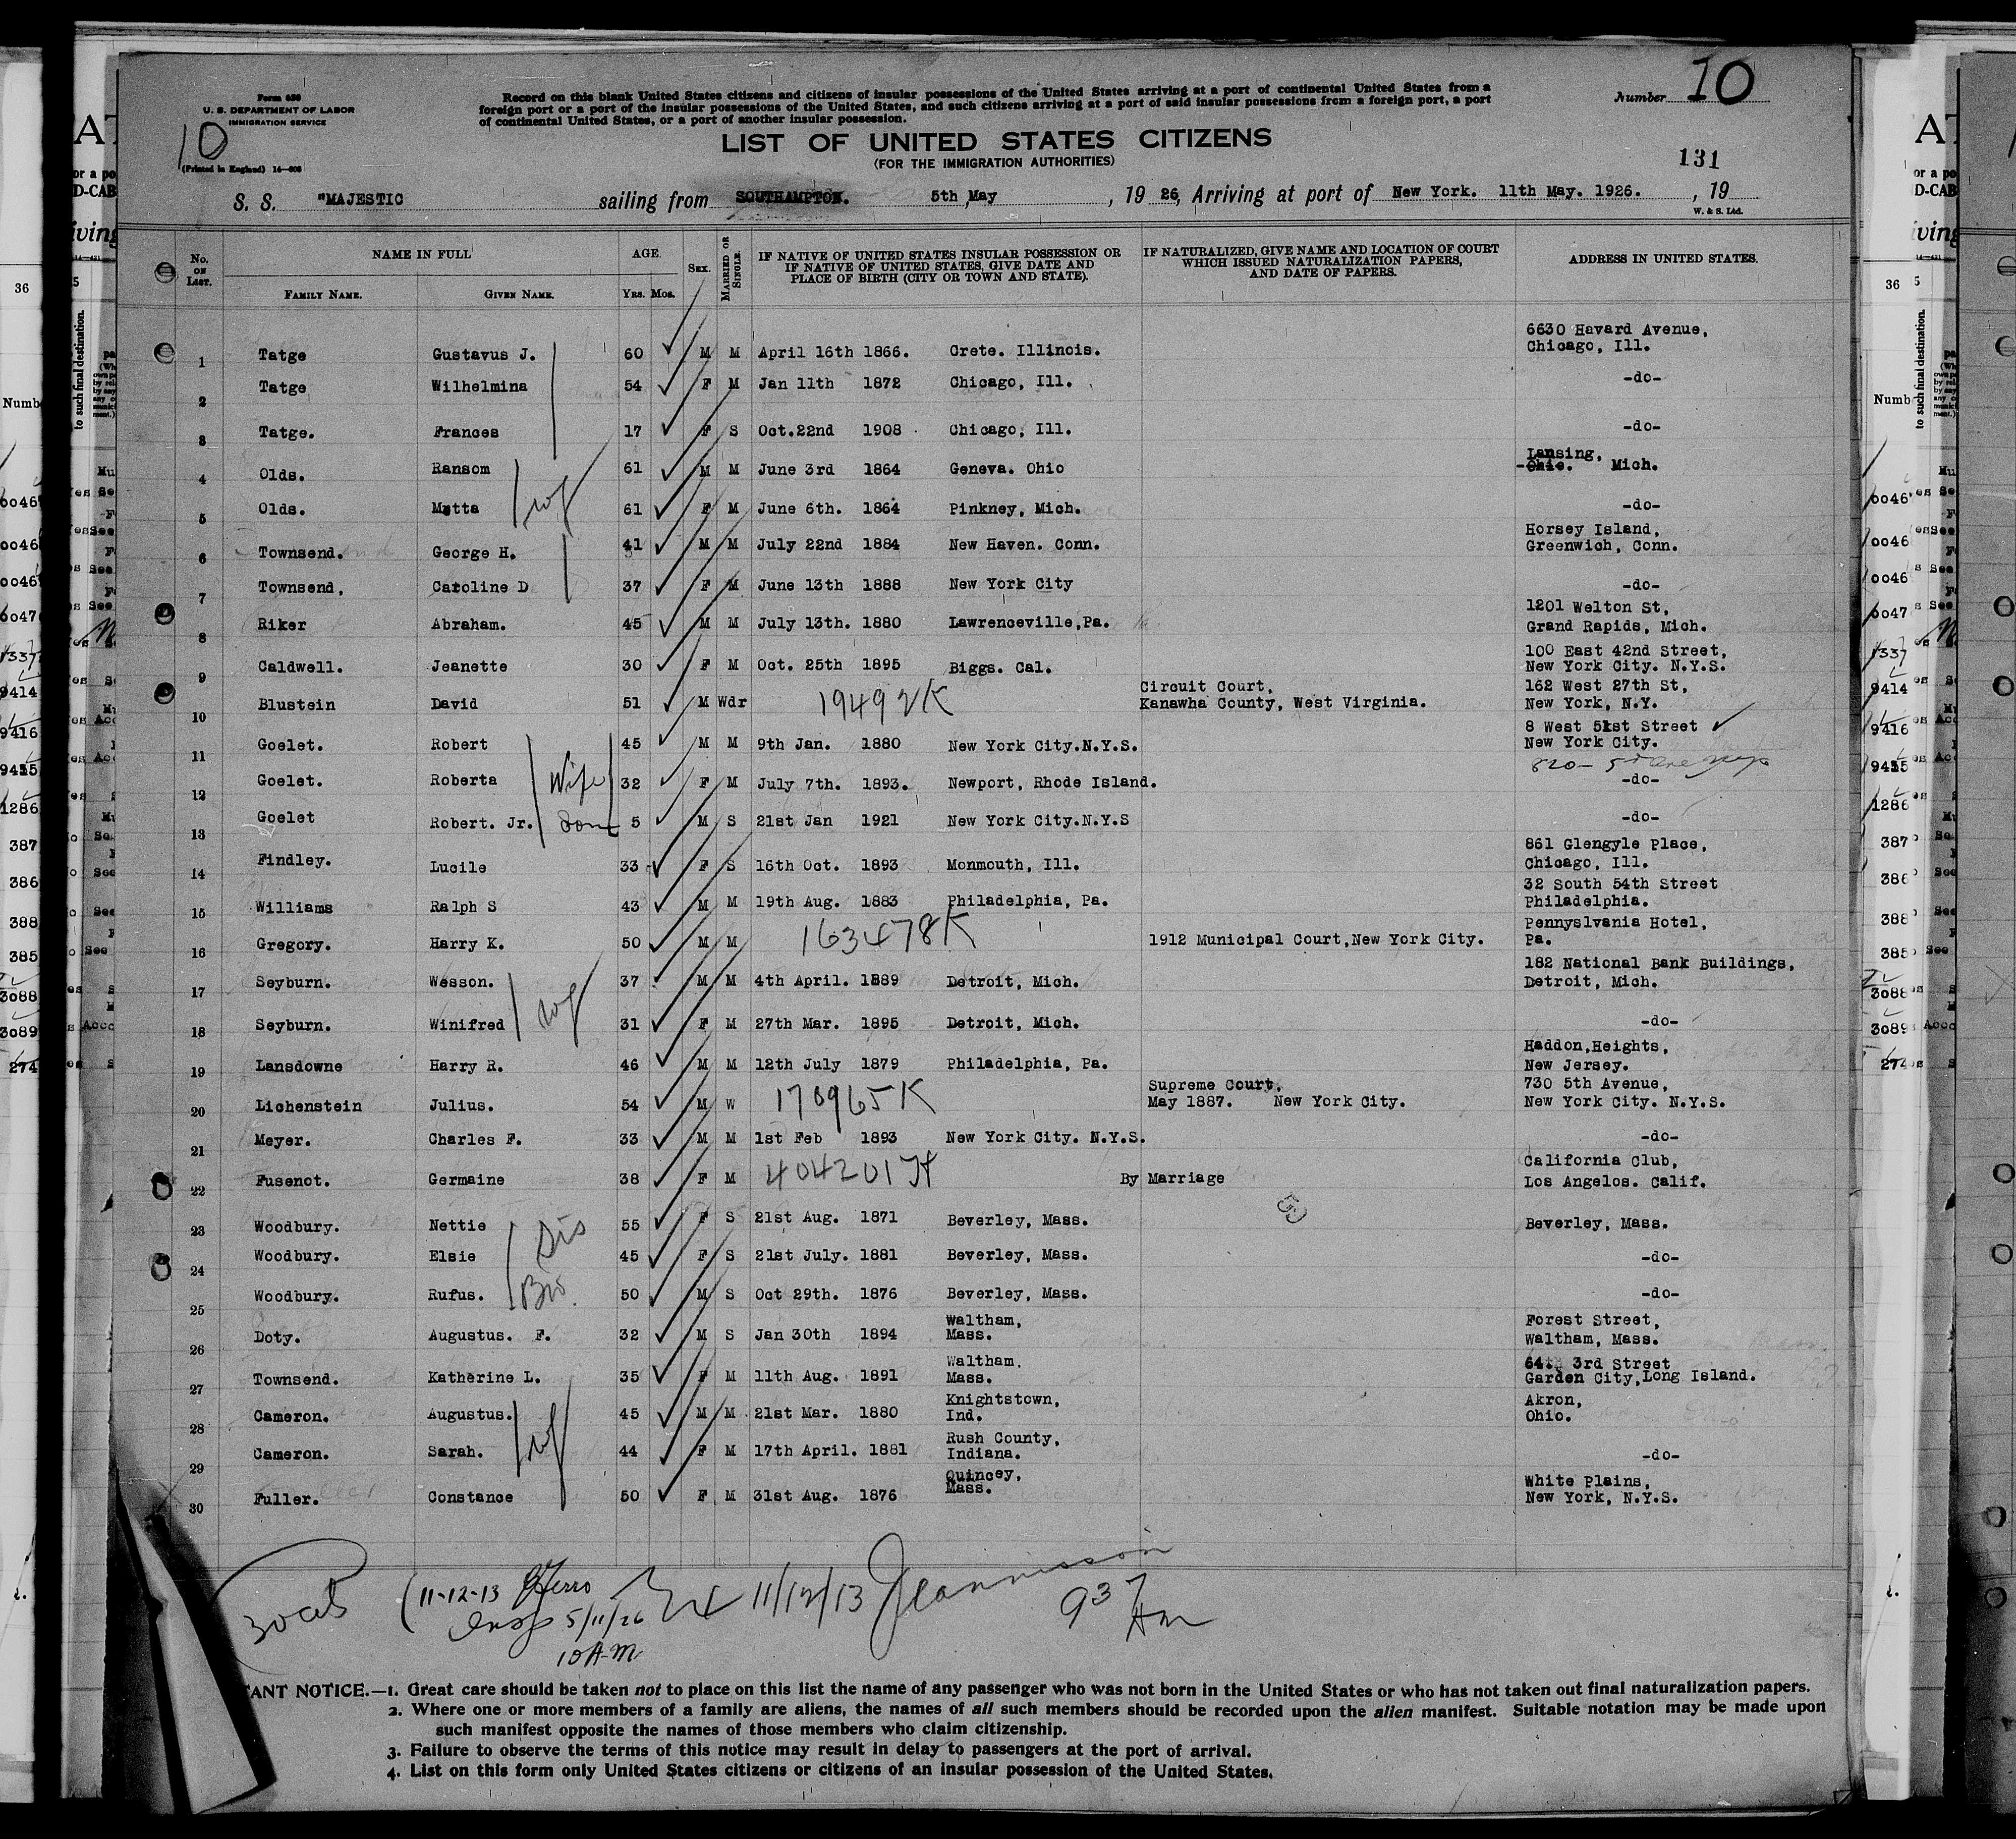 Form 630
U. S. DEPARTMENT OF LABOR
IMMIGRATION SERVICE
10
(Printed in England) 14—608
Record on this blank United States citizens and citizens of insular possessions of the United States arriving at a port of continental United States from a
foreign port or a port of the insular possessions of the United States, and such citizens arriving at a port of said insular possessions from a foreign port, a port
of continental United States, or a port of another insular possession.
Number 10
LIST OF UNITED STATES CITIZENS
(FOR THE IMMIGRATION AUTHORITIES)
131
S. S. "MAJESTIC sailing from SOUTHAMPTON. 5th May , 19 26, Arriving at port of New York. 11th May. 1926. , 19
W. & S. Ltd.
No. ON LIST. NAME IN FULL AGE. SEX. MARRIED OR SINGLE. IF NATIVE OF UNITED STATES INSULAR POSSESSION OR IF NATIVE OF UNITED STATES, GIVE DATE AND PLACE OF BIRTH (CITY OR TOWN AND STATE). IF NATURALIZED, GIVE NAME AND LOCATION OF COURT WHICH ISSUED NATURALIZATION PAPERS, AND DATE OF PAPERS. ADDRESS IN UNITED STATES.
FAMILY NAME. GIVEN NAME. YRS. MOS.
1 Tatge Gustavus J. 60 M M April 16th 1866. Crete. Illinois. 6630 Havard Avenue, Chicago, Ill.
2 Tatge Wilhelmina 54 F M Jan 11th 1872 Chicago, Ill. -do-
3 Tatge. Frances 17 F S Oct.22nd 1908 Chicago, Ill. -do-
4 Olds. Ransom 61 M M June 3rd 1864 Geneva. Ohio Lansing, Ohio. Mich.
5 Olds. Metta wf 61 F M June 6th. 1864 Pinkney, Mich. -do-
6 Townsend. George H. 41 M M July 22nd 1884 New Haven. Conn. Horsey Island, Greenwich, Conn.
7 Townsend. Caroline D 37 F M June 13th 1888 New York City -do-
8 Riker Abraham. 45 M M July 13th. 1880 Lawrenceville,Pa. 1201 Welton St, Grand Rapids, Mich.
9 Caldwell. Jeanette 30 F M Oct. 25th 1895 Biggs. Cal. 100 East 42nd Street, New York City. N.Y.S.
10 Blustein David 51 M Wdr 19492K Circuit Court, Kanawha County, West Virginia. 162 West 27th St, New York, N.Y.
11 Goelet. Robert 45 M M 9th Jan. 1880 New York City.N.Y.S. 8 West 51st Street New York City.
12 Goelet. Roberta Wife 32 F M July 7th. 1893. Newport, Rhode Island. -do-
13 Goelet Robert. Jr. Son 5 M S 21st Jan 1921 New York City.N.Y.S -do-
14 Findley. Lucile 33 F S 16th Oct. 1893 Monmouth, Ill. 861 Glengyle Place, Chicago, Ill.
15 Williams Ralph S 43 M M 19th Aug. 1883 Philadelphia, Pa. 32 South 54th Street Philadelphia.
16 Gregory. Harry K. 50 M M 163478K 1912 Municipal Court,New York City. Pennyslvania Hotel, Pa.
17 Seyburn. Wesson. 37 M M 4th April. 1889 Detroit, Mich. 182 National Bank Buildings, Detroit, Mich.
18 Seyburn. Winifred wf 31 F M 27th Mar. 1895 Detroit, Mich. -do-
19 Lansdowne Harry R. 46 M M 12th July 1879 Philadelphia, Pa. Haddon,Heights, New Jersey.
20 Lichenstein Julius. 54 M W 170965K Supreme Court, May 1887. New York City. 730 5th Avenue, New York City. N.Y.S.
21 Meyer. Charles F. 33 M M 1st Feb 1893 New York City. N.Y.S. -do-
22 Fusenot. Germaine 38 F M 404201H By Marriage California Club, Los Angelos. Calif.
23 Woodbury. Nettie 55 F S 21st Aug. 1871 Beverley, Mass. Beverley, Mass.
24 Woodbury. Elsie Sis 45 F S 21st July. 1881 Beverley, Mass. -do-
25 Woodbury. Rufus. Bro. 50 M S Oct 29th. 1876 Beverley, Mass. -do-
26 Doty. Augustus. F. 32 M S Jan 30th 1894 Waltham, Mass. Forest Street, Waltham, Mass.
27 Townsend. Katherine L. 35 F M 11th Aug. 1891 Waltham, Mass. 64 3rd Street Garden City,Long Island.
28 Cameron. Augustus. 45 M M 21st Mar. 1880 Knightstown, Ind. Akron, Ohio.
29 Cameron. Sarah. wf 44 F M 17th April. 1881 Rush County, Indiana. -do-
30 Fuller. Constance 50 F M 31st Aug. 1876 Quincey, Mass. White Plains, New York, N.Y.S.
11-12-13
Insp 5/11/26
10 A.M.
11/12/13
937
ANT NOTICE.—1. Great care should be taken not to place on this list the name of any passenger who was not born in the United States or who has not taken out final naturalization papers.
2. Where one or more members of a family are aliens, the names of all such members should be recorded upon the alien manifest. Suitable notation may be made upon
such manifest opposite the names of those members who claim citizenship.
3. Failure to observe the terms of this notice may result in delay to passengers at the port of arrival.
4. List on this form only United States citizens or citizens of an insular possession of the United States.